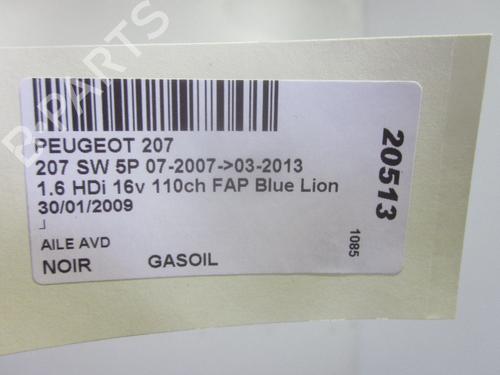 B-PARTS
PEUGEOT 207
207 SW 5P 07-2007->03-2013
1.6 HDi 16v 110ch FAP Blue Lion
30/01/2009
AILE AVD
NOIR GASOIL
20513
1085